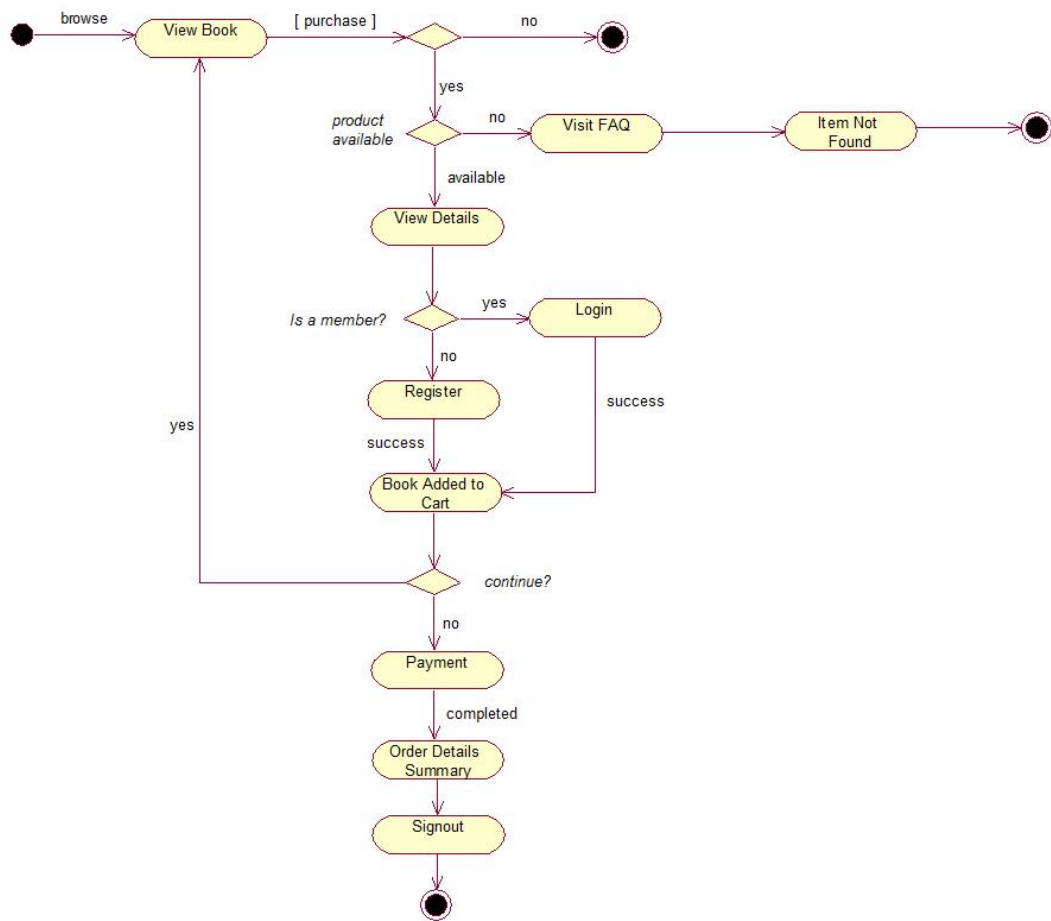 browse
View Book
[ purchase ]
no
yes
product
available
no
Visit FAQ
Item Not
Found
available
View Details
Is a member?
yes
Login
no
Register
success
success
yes
Book Added to
Cart
continue?
no
Payment
completed
Order Details
Summary
Signout